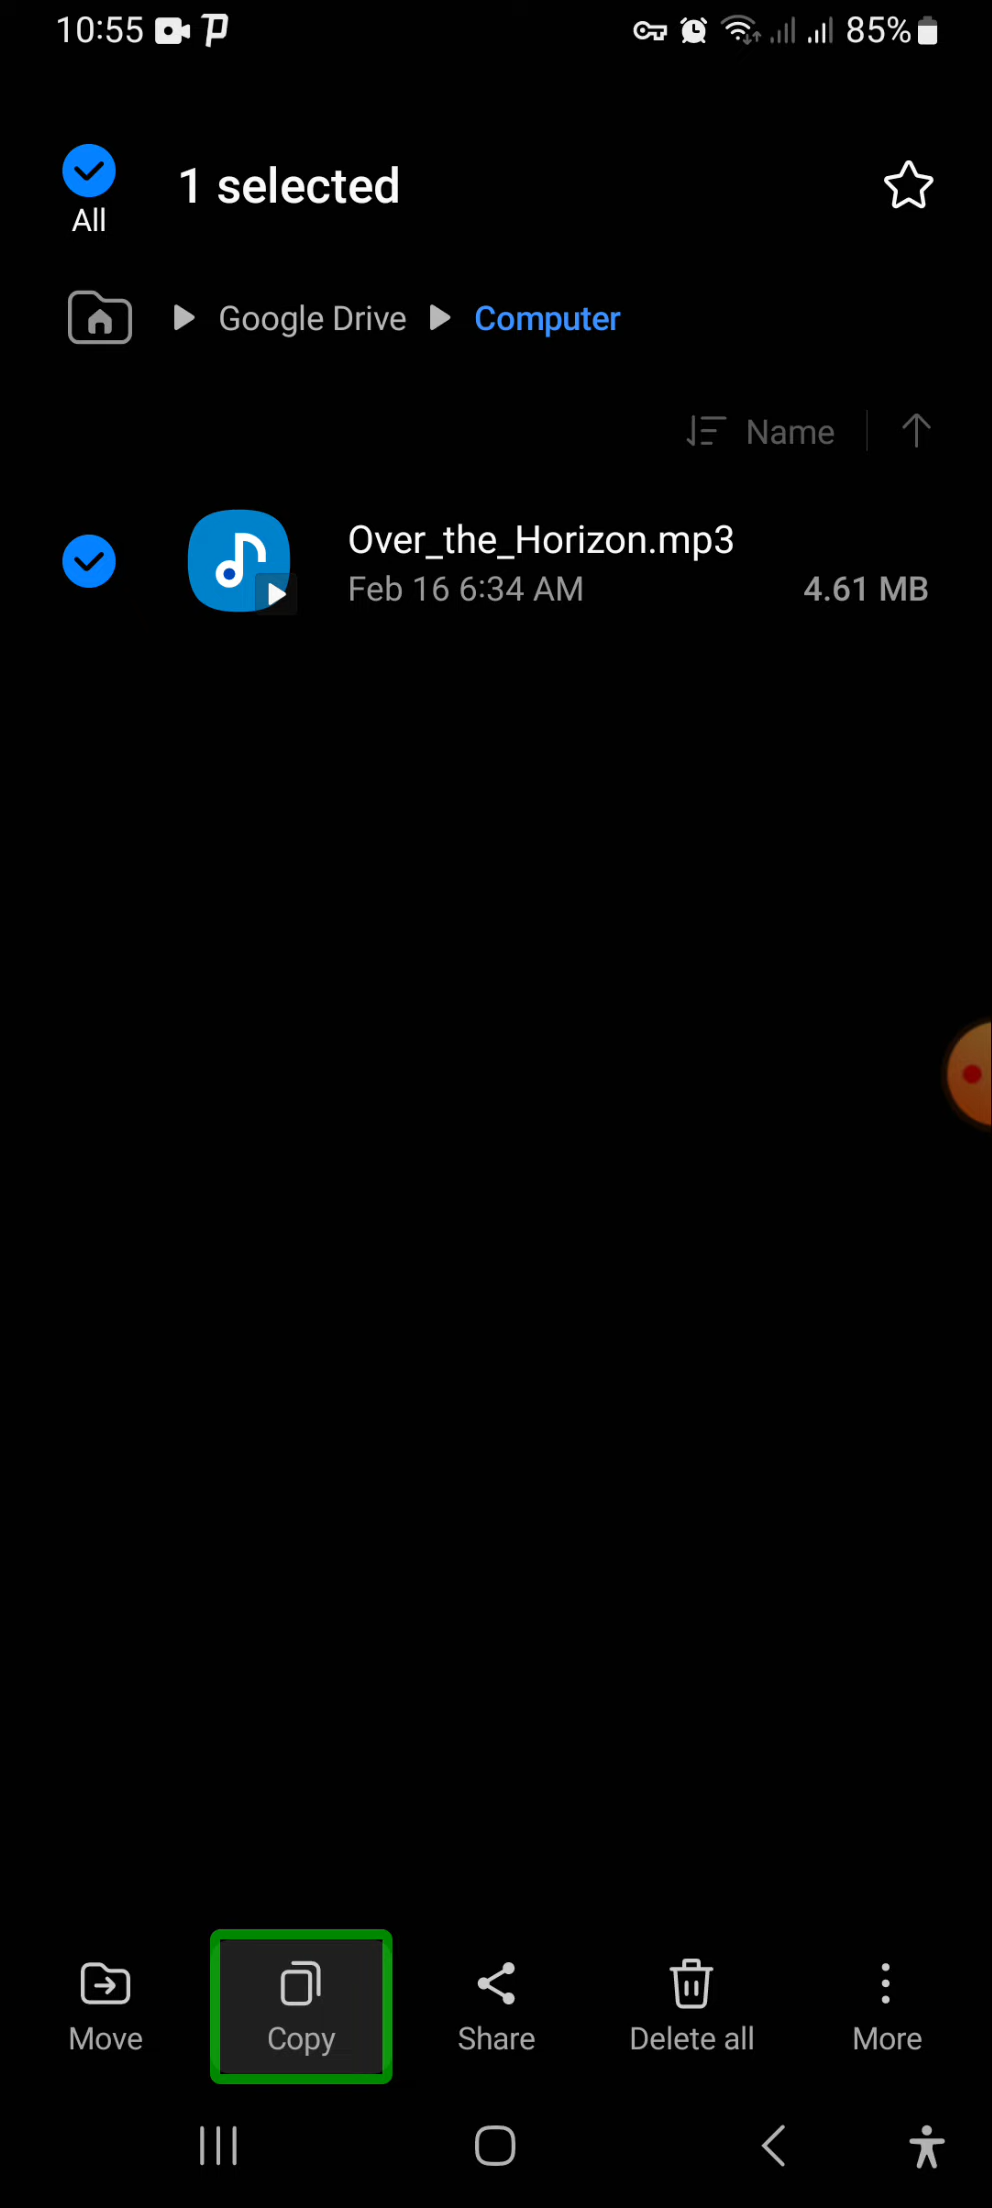 10:55 85%
1 selected
All
Google Drive Computer
Name
Over_the_Horizon.mp3
Feb 16 6:34 AM 4.61 MB
Move Copy Share Delete all More